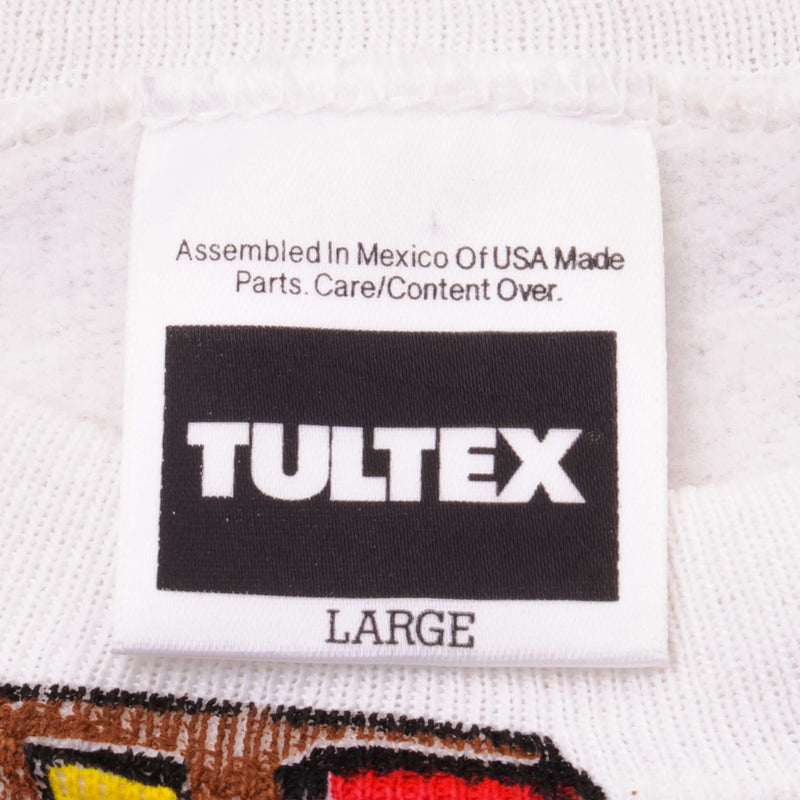 Assembled In Mexico Of USA Made
Parts. Care/Content Over.
TULTEX
LARGE